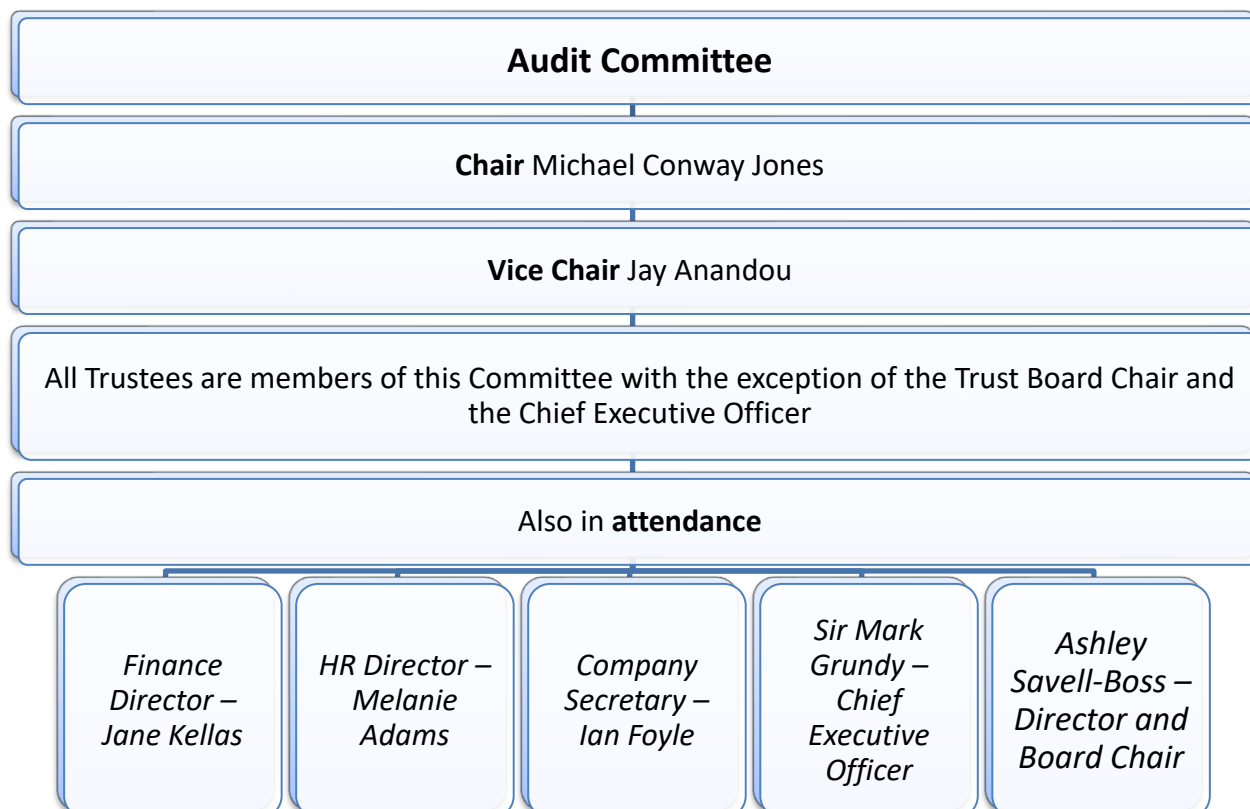 Audit Committee
Chair Michael Conway Jones
Vice Chair Jay Anandou
All Trustees are members of this Committee with the exception of the Trust Board Chair and
the Chief Executive Officer
Also in attendance
Finance
Director –
Jane Kellas
HR Director –
Melanie
Adams
Company
Secretary –
Ian Foyle
Sir Mark
Grundy –
Chief
Executive
Officer
Ashley
Savell-Boss –
Director and
Board Chair